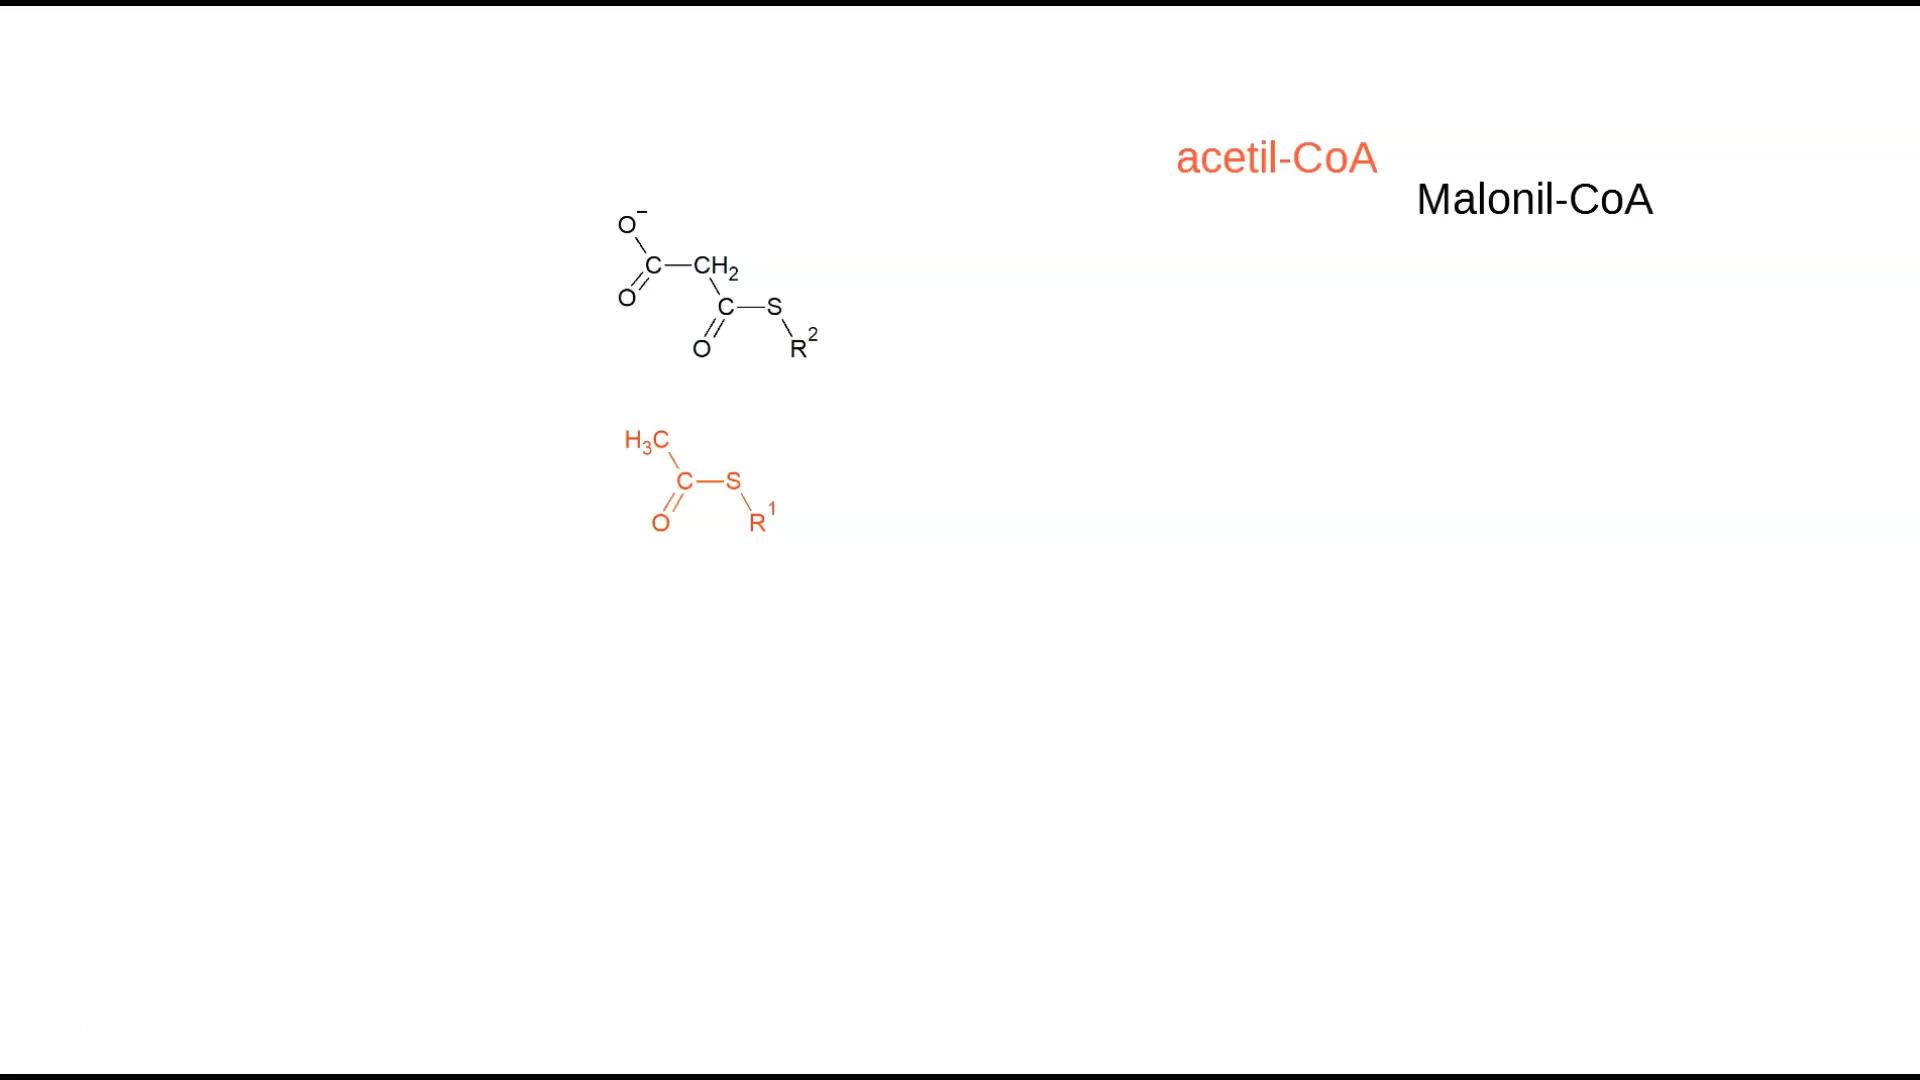 acetil-CoA
Malonil-CoA
O⁻
C CH₂
O C S
O R²
H₃C
C S
O R¹